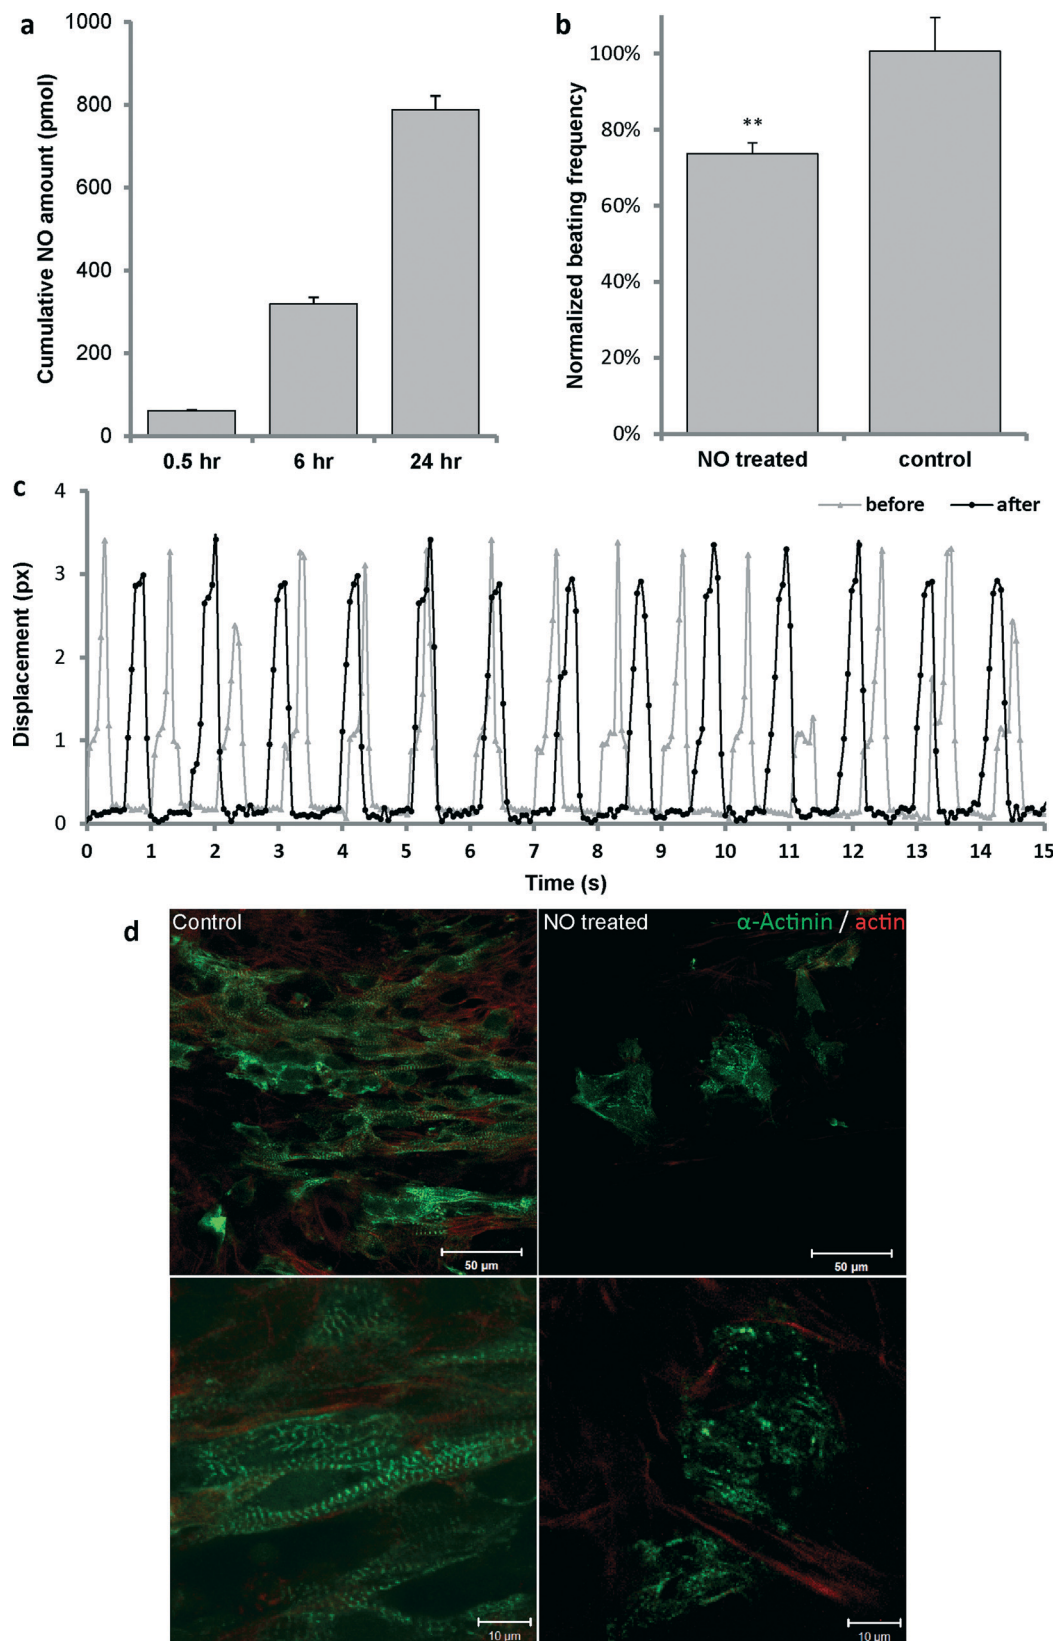 a
Cumulative NO amount (pmol)
1000
800
600
400
200
0
0.5 hr 6 hr 24 hr
b
Normalized beating frequency
100%
80%
60%
40%
20%
0%
**
NO treated control
c
Displacement (px)
4
3
2
1
0
before after
0 1 2 3 4 5 6 7 8 9 10 11 12 13 14 15
Time (s)
d
Control
NO treated
α-Actinin / actin
50 µm
50 µm
10 µm
10 µm